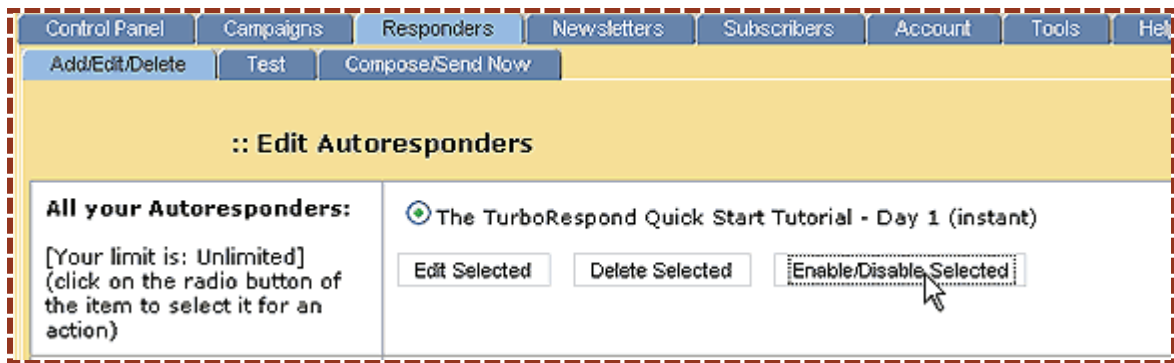 Control Panel Campaigns Responders Newsletters Subscribers Account Tools
Add/Edit/Delete Test Compose/Send Now
:: Edit Autoresponders
All your Autoresponders:
[Your limit is: Unlimited]
(click on the radio button of
the item to select it for an
action)
The TurboRespond Quick Start Tutorial - Day 1 (instant)
Edit Selected Delete Selected Enable/Disable Selected